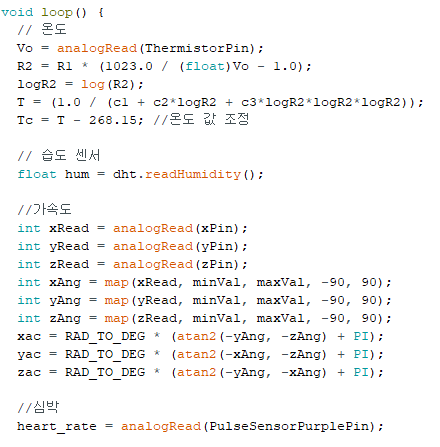 void loop() {
// 온도
Vo = analogRead(ThermistorPin);
R2 = R1 * (1023.0 / (float)Vo - 1.0);
logR2 = log(R2);
T = (1.0 / (c1 + c2*logR2 + c3*logR2*logR2*logR2));
Tc = T - 268.15; //온도 값 조정
// 습도 센서
float hum = dht.readHumidity();
//가속도
int xRead = analogRead(xPin);
int yRead = analogRead(yPin);
int zRead = analogRead(zPin);
int xAng = map(xRead, minVal, maxVal, -90, 90);
int yAng = map(yRead, minVal, maxVal, -90, 90);
int zAng = map(zRead, minVal, maxVal, -90, 90);
xac = RAD_TO_DEG * (atan2(-yAng, -zAng) + PI);
yac = RAD_TO_DEG * (atan2(-xAng, -zAng) + PI);
zac = RAD_TO_DEG * (atan2(-yAng, -xAng) + PI);
//심박
heart_rate = analogRead(PulseSensorPurplePin);